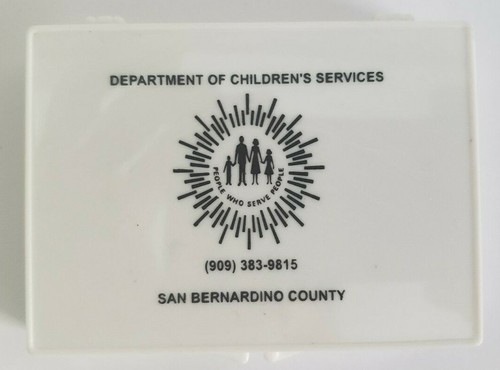 DEPARTMENT OF CHILDREN'S SERVICES
PEOPLE WHO SERVE PEOPLE
(909) 383-9815
SAN BERNARDINO COUNTY